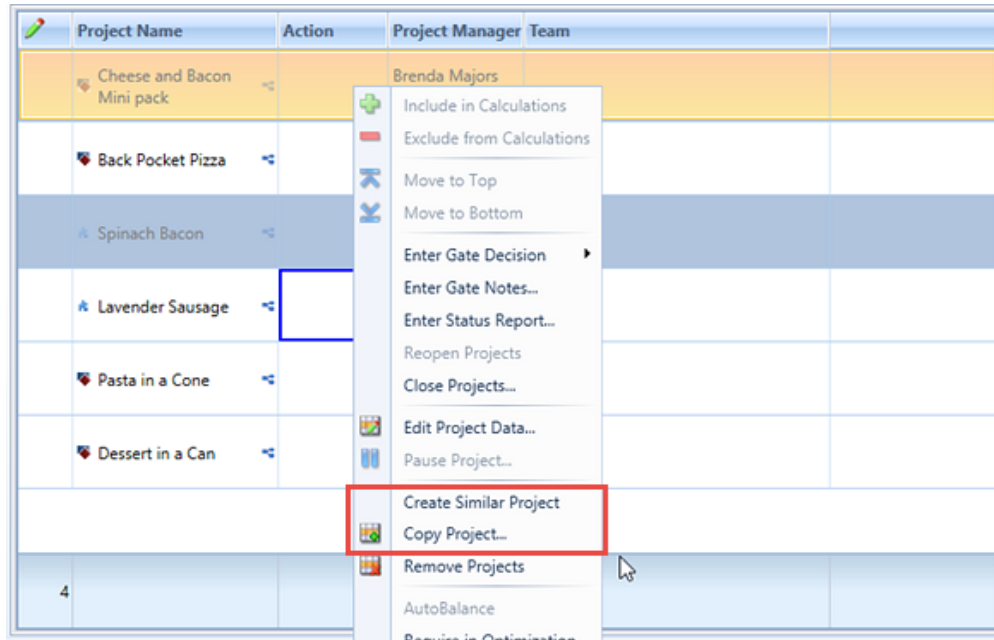 Project Name Action Project Manager Team
Cheese and Bacon
Mini pack
Brenda Majors
Back Pocket Pizza
Spinach Bacon
Lavender Sausage
Pasta in a Cone
Dessert in a Can
4
Include in Calculations
Exclude from Calculations
Move to Top
Move to Bottom
Enter Gate Decision
Enter Gate Notes...
Enter Status Report...
Reopen Projects
Close Projects...
Edit Project Data...
Pause Project...
Create Similar Project
Copy Project...
Remove Projects
AutoBalance
Require in Optimization